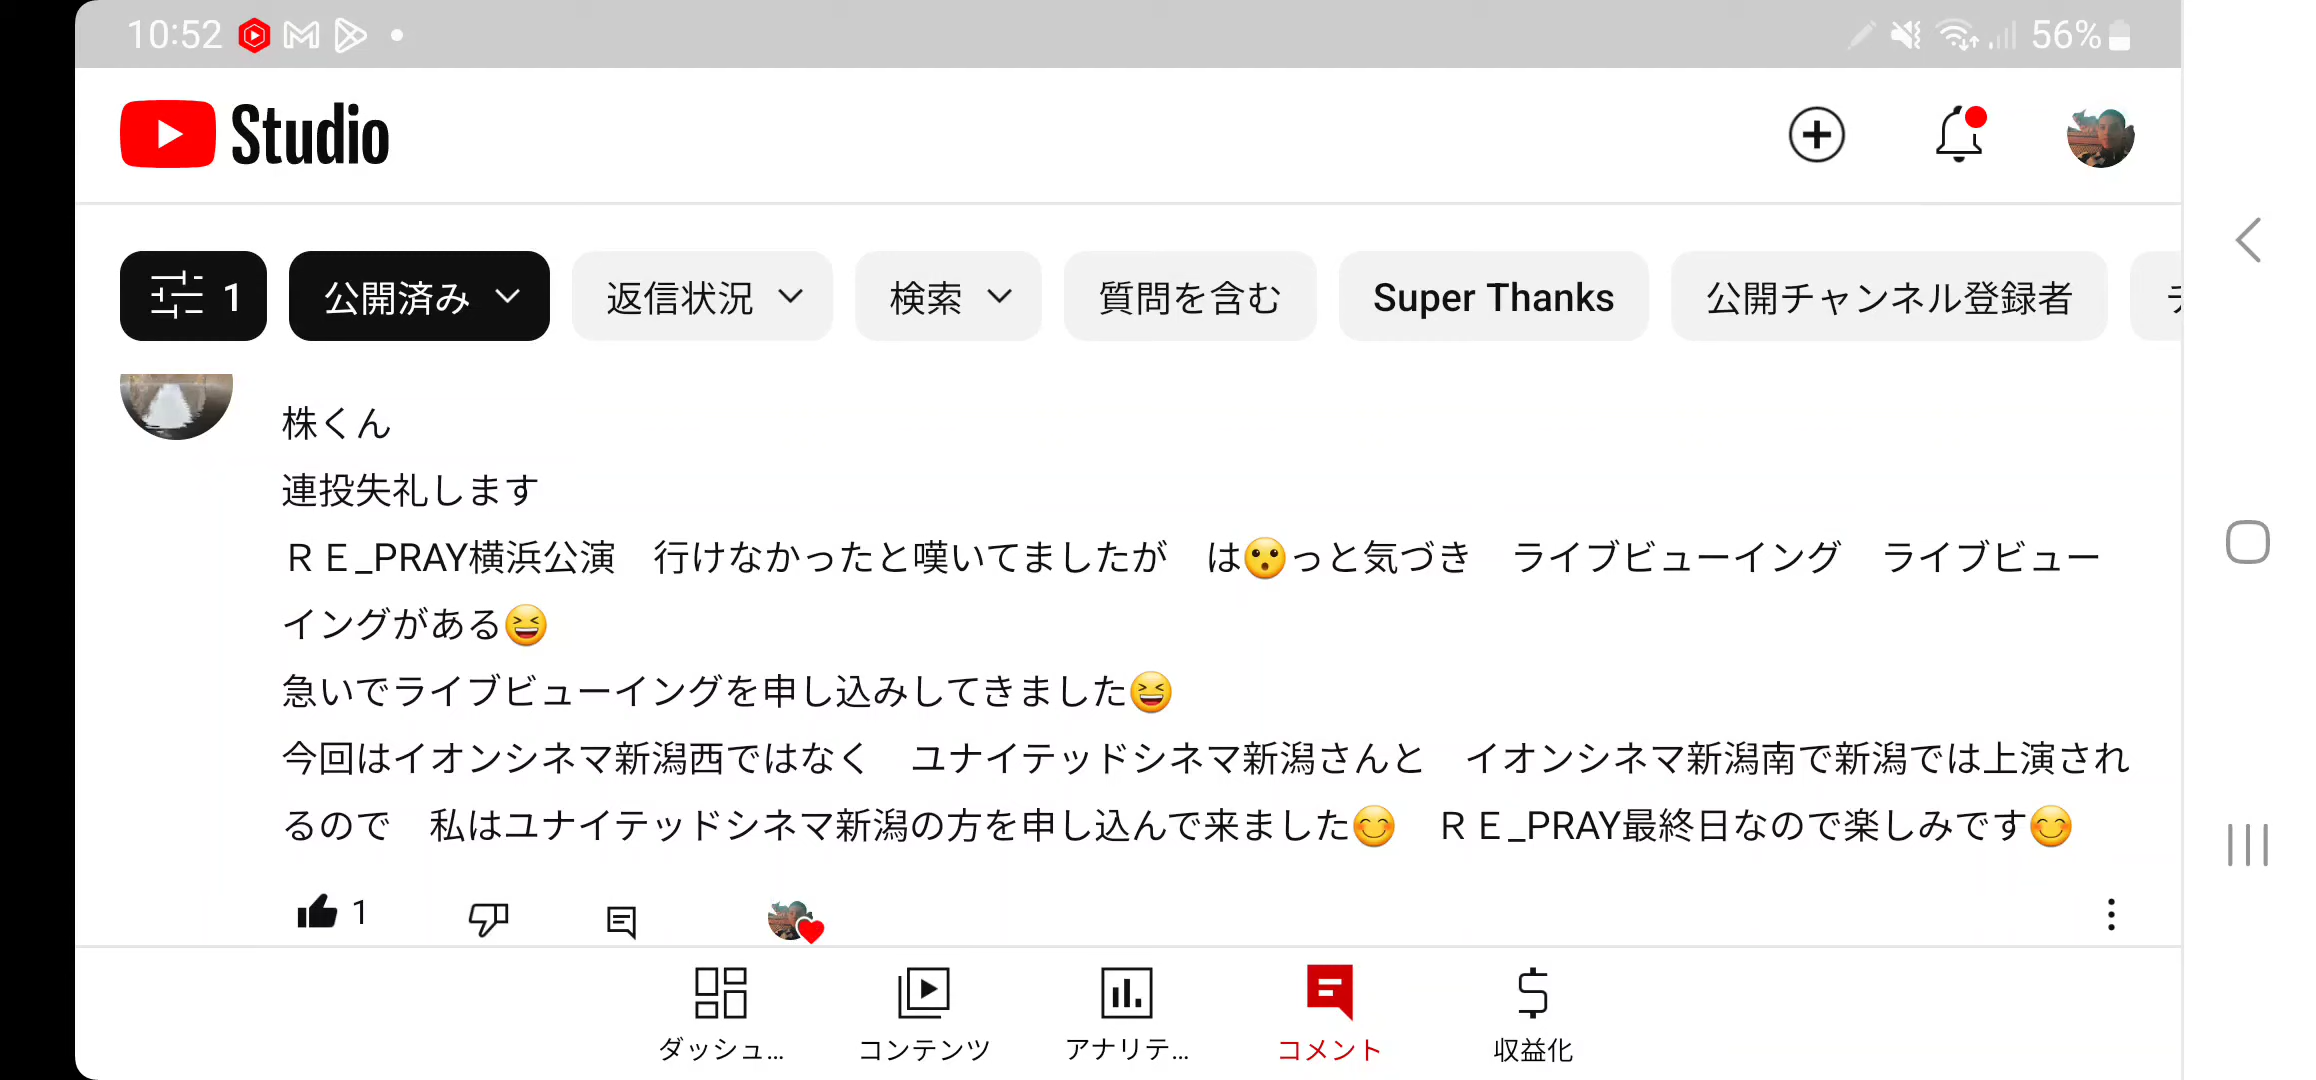 10:52
56%
Studio
1
公開済み
返信状況
検索
質問を含む
Super Thanks
公開チャンネル登録者
株くん
連投失礼します
ＲＥ_PRAY横浜公演　行けなかったと嘆いてましたが　は😮っと気づき　ライブビューイング　ライブビュー
イングがある😆
急いでライブビューイングを申し込みしてきました😆
今回はイオンシネマ新潟西ではなく　ユナイテッドシネマ新潟さんと　イオンシネマ新潟南で新潟では上演され
るので　私はユナイテッドシネマ新潟の方を申し込んで来ました😊　ＲＥ_PRAY最終日なので楽しみです😊
1
ダッシュ...
コンテンツ
アナリテ...
コメント
収益化